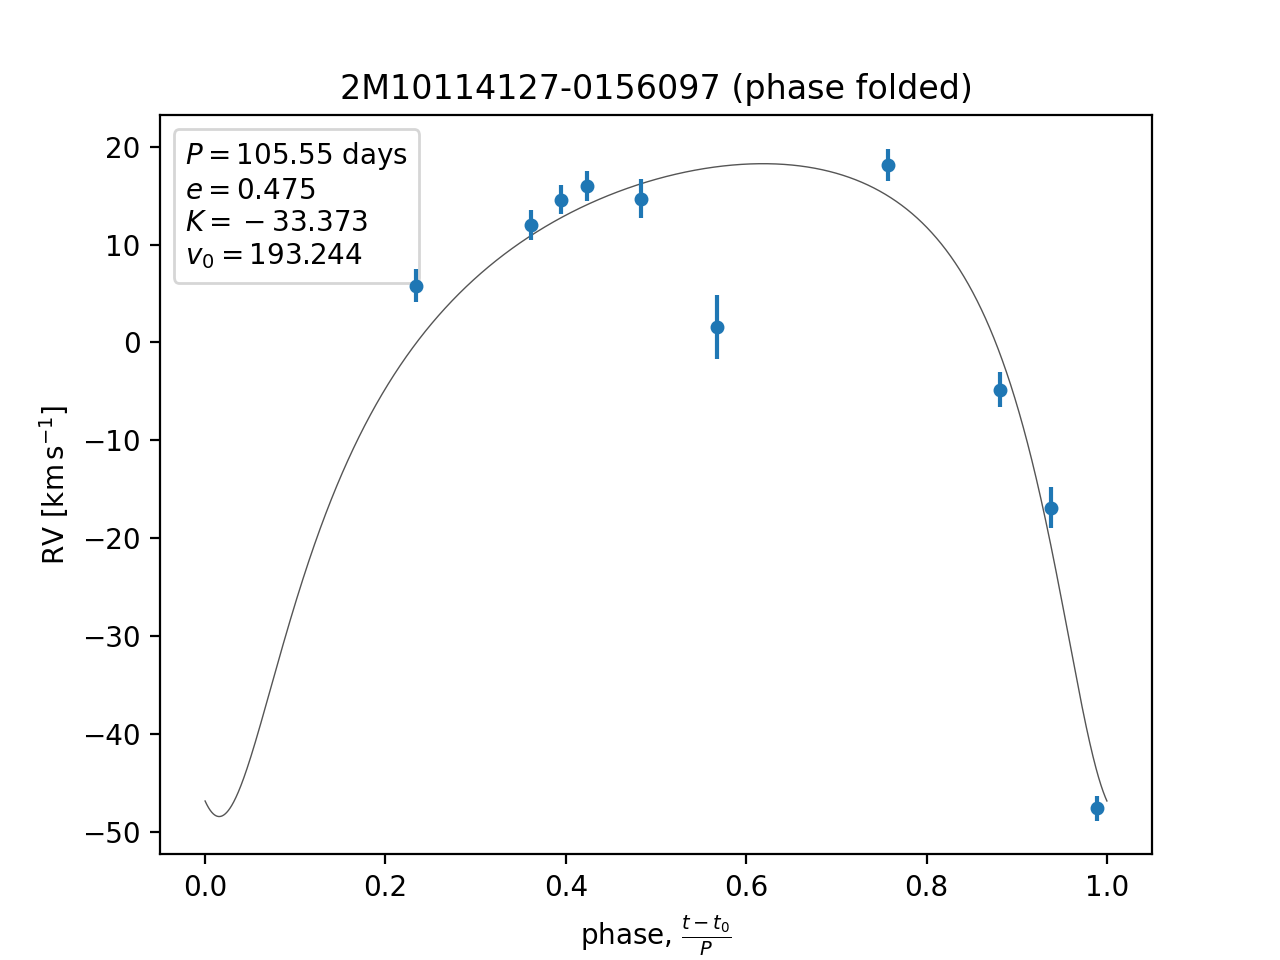 2M10114127-0156097 (phase folded)
P = 105.55 days
e = 0.475
K = −33.373
v₀ = 193.244
20
10
0
−10
−20
−30
−40
−50
RV [km s⁻¹]
0.0 0.2 0.4 0.6 0.8 1.0
phase, (t − t₀)/P